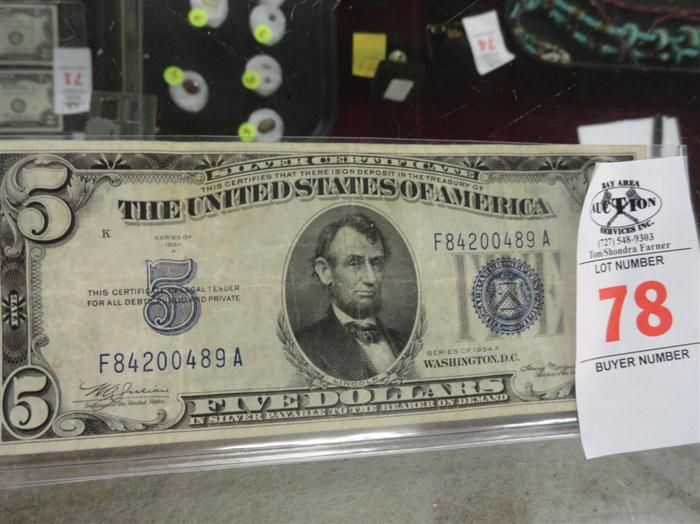 71
74
SILVER CERTIFICATE
THIS CERTIFIES THAT THERE IS ON DEPOSIT IN THE TREASURY OF
THE UNITED STATES OF AMERICA
5
K
SERIES OF
1934
A
F84200489A
5
THIS CERTIFICATE IS LEGAL TENDER
FOR ALL DEBTS PUBLIC AND PRIVATE
FIVE
F84200489A
SERIES OF 1934 A
WASHINGTON, D.C.
LINCOLN
5
FIVE DOLLARS
IN SILVER PAYABLE TO THE BEARER ON DEMAND
BAY AREA
AUCTION
SERVICES INC.
(727) 548-9303
Tom/Shondra Farner
LOT NUMBER
78
BUYER NUMBER